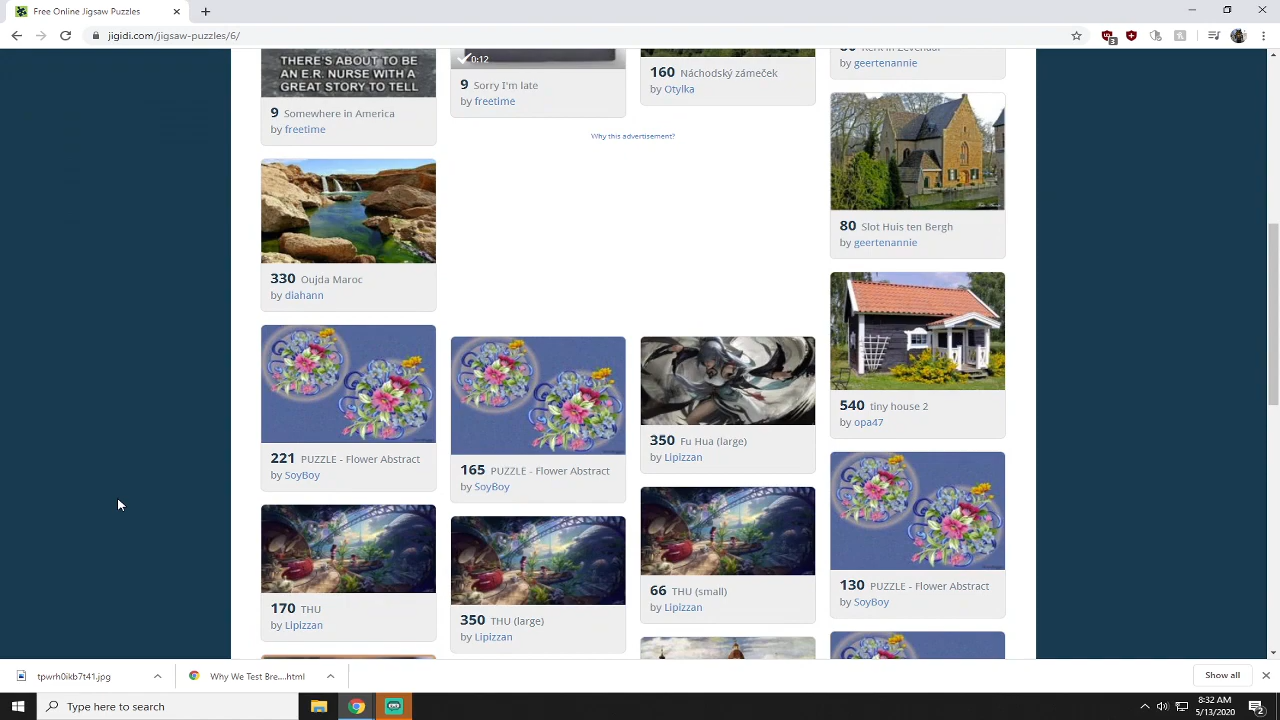 Free Online Jigsaw Puzzles
jigidi.com/jigsaw-puzzles/6/
3
THERE'S ABOUT TO BE
AN E.R. NURSE WITH A
GREAT STORY TO TELL
9 Somewhere in America
by freetime
330 Oujda Maroc
by diahann
221 PUZZLE - Flower Abstract
by SoyBoy
170 THU
by Lipizzan
0:12
9 Sorry I'm late
by freetime
160 Náchodský zámeček
by Otylka
Why this advertisement?
165 PUZZLE - Flower Abstract
by SoyBoy
350 THU (large)
by Lipizzan
350 Fu Hua (large)
by Lipizzan
66 THU (small)
by Lipizzan
by geertenannie
80 Slot Huis ten Bergh
by geertenannie
540 tiny house 2
by opa47
130 PUZZLE - Flower Abstract
by SoyBoy
tpwrh0ikb7t41.jpg
Why We Test Bre....html
Show all
Type here to search
8:32 AM
5/13/2020
2